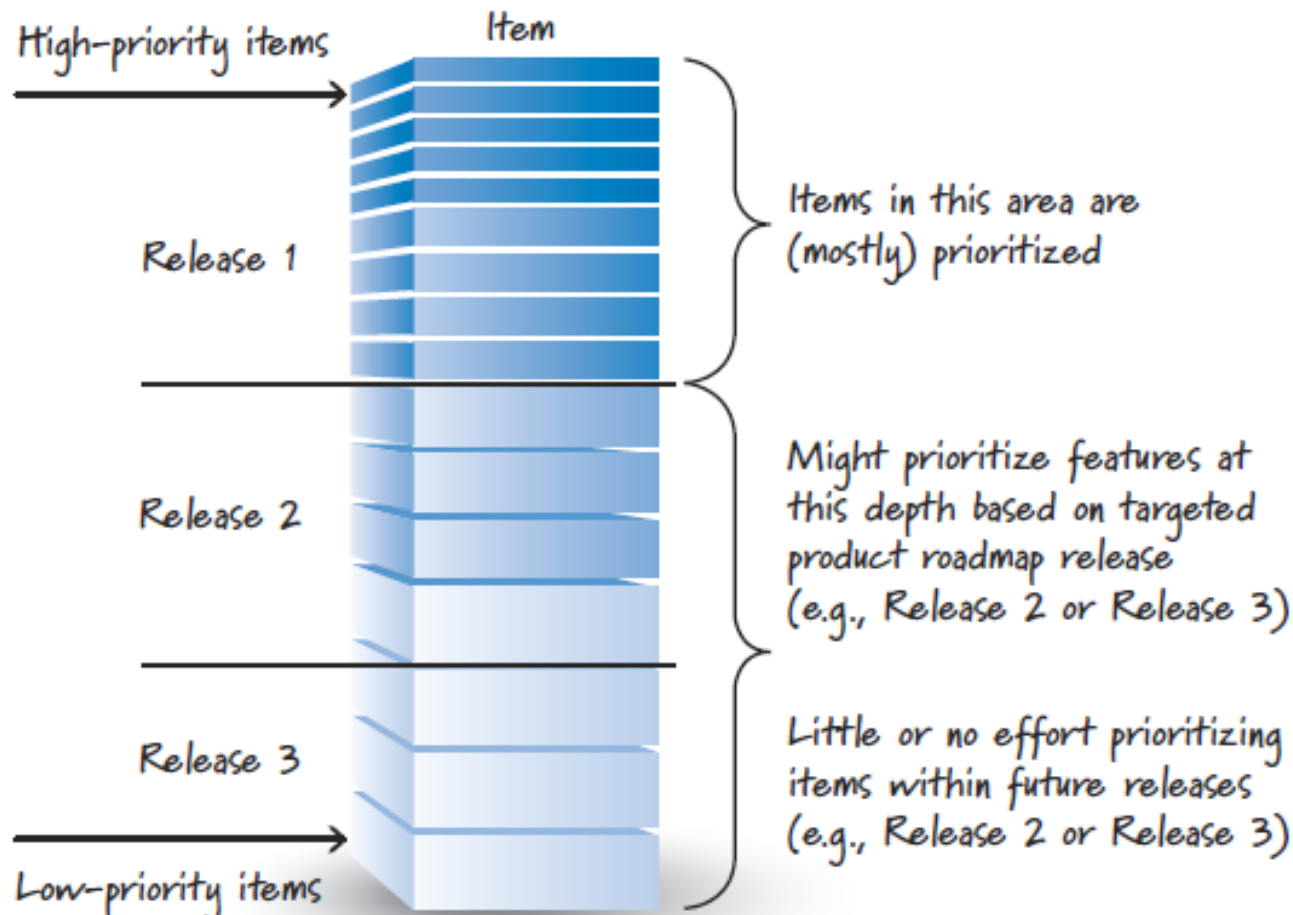 High-priority items
Item
Release 1
Items in this area are
(mostly) prioritized
Release 2
Might prioritize features at
this depth based on targeted
product roadmap release
(e.g., Release 2 or Release 3)
Release 3
Little or no effort prioritizing
items within future releases
(e.g., Release 2 or Release 3)
Low-priority items